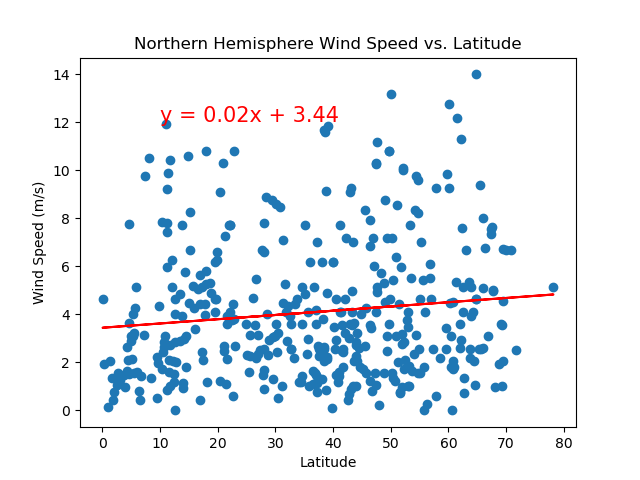 Northern Hemisphere Wind Speed vs. Latitude
14
12
10
8
6
4
2
0
Wind Speed (m/s)
y = 0.02x + 3.44
0 10 20 30 40 50 60 70 80
Latitude